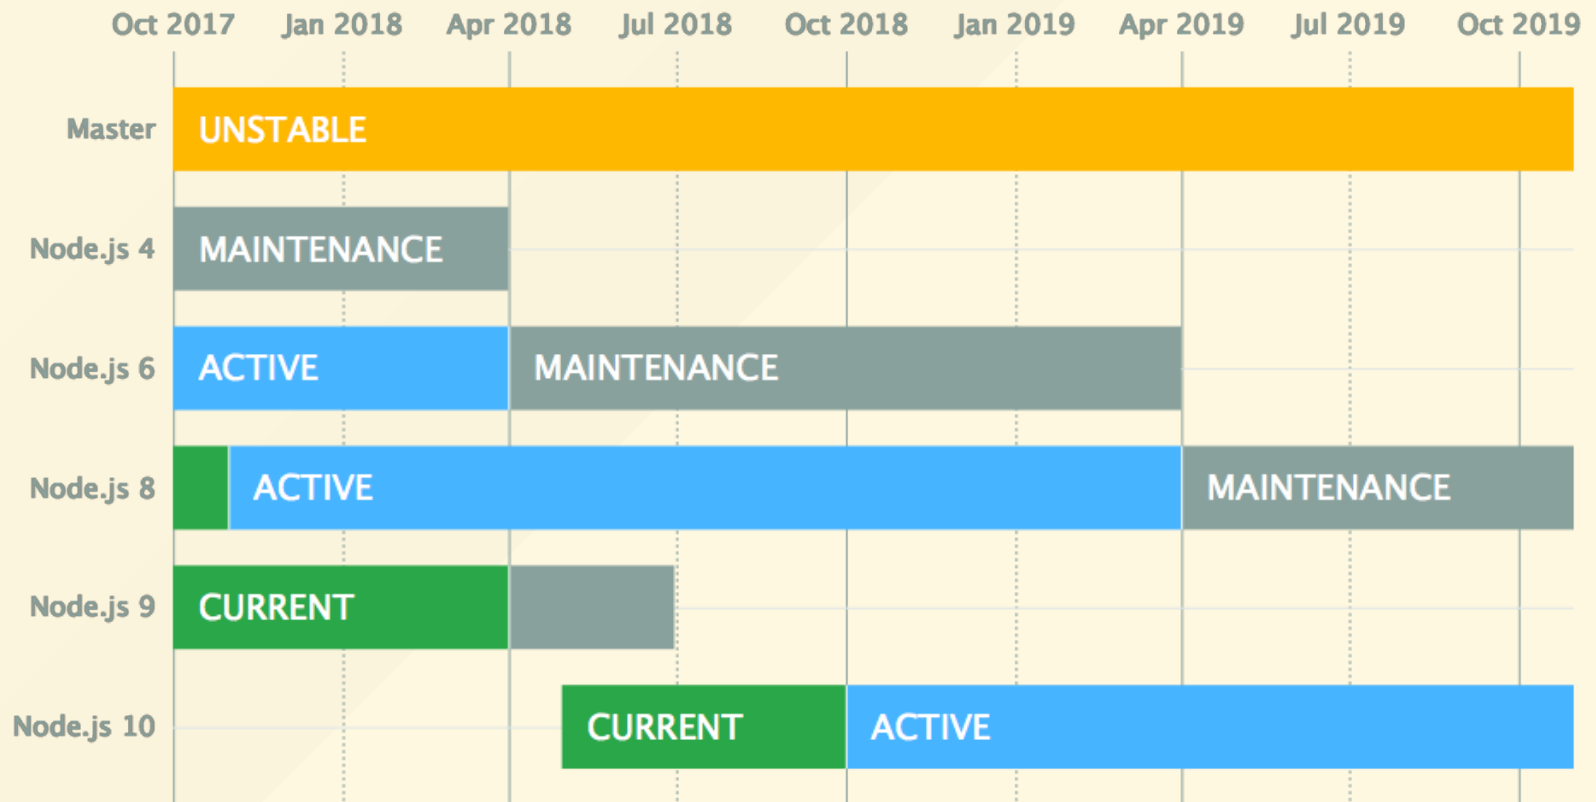 Oct 2017 Jan 2018 Apr 2018 Jul 2018 Oct 2018 Jan 2019 Apr 2019 Jul 2019 Oct 2019
Master UNSTABLE
Node.js 4 MAINTENANCE
Node.js 6 ACTIVE MAINTENANCE
Node.js 8 ACTIVE MAINTENANCE
Node.js 9 CURRENT
Node.js 10 CURRENT ACTIVE